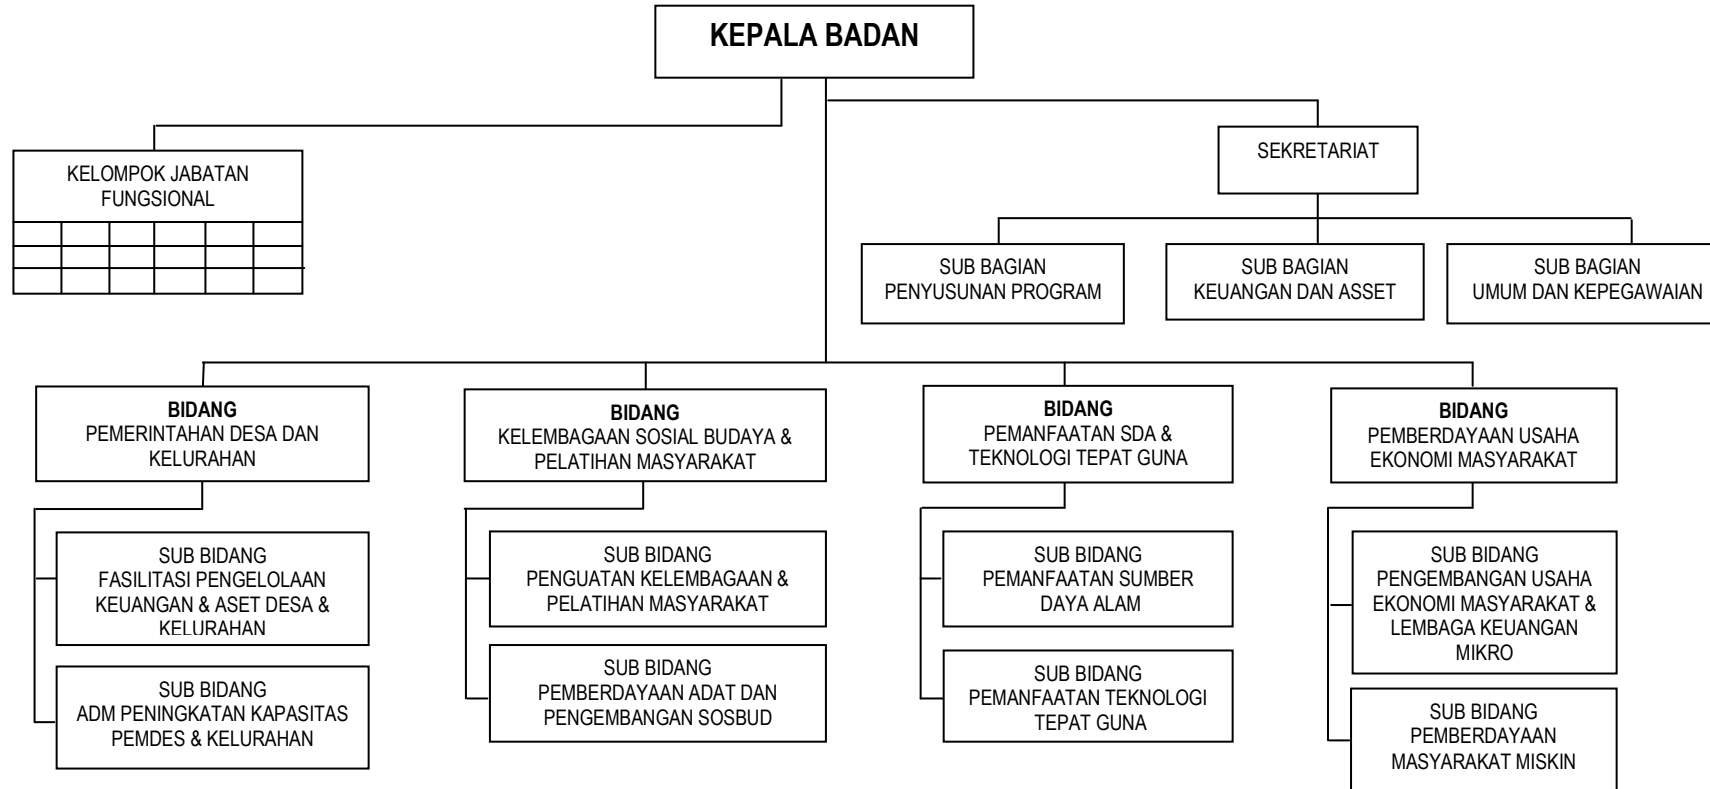 KEPALA BADAN
KELOMPOK JABATAN
FUNGSIONAL
SEKRETARIAT
SUB BAGIAN
PENYUSUNAN PROGRAM
SUB BAGIAN
KEUANGAN DAN ASSET
SUB BAGIAN
UMUM DAN KEPEGAWAIAN
BIDANG
PEMERINTAHAN DESA DAN
KELURAHAN
BIDANG
KELEMBAGAAN SOSIAL BUDAYA &
PELATIHAN MASYARAKAT
BIDANG
PEMANFAATAN SDA &
TEKNOLOGI TEPAT GUNA
BIDANG
PEMBERDAYAAN USAHA
EKONOMI MASYARAKAT
SUB BIDANG
FASILITASI PENGELOLAAN
KEUANGAN & ASET DESA &
KELURAHAN
SUB BIDANG
PENGUATAN KELEMBAGAAN &
PELATIHAN MASYARAKAT
SUB BIDANG
PEMANFAATAN SUMBER
DAYA ALAM
SUB BIDANG
PENGEMBANGAN USAHA
EKONOMI MASYARAKAT &
LEMBAGA KEUANGAN
MIKRO
SUB BIDANG
ADM PENINGKATAN KAPASITAS
PEMDES & KELURAHAN
SUB BIDANG
PEMBERDAYAAN ADAT DAN
PENGEMBANGAN SOSBUD
SUB BIDANG
PEMANFAATAN TEKNOLOGI
TEPAT GUNA
SUB BIDANG
PEMBERDAYAAN
MASYARAKAT MISKIN